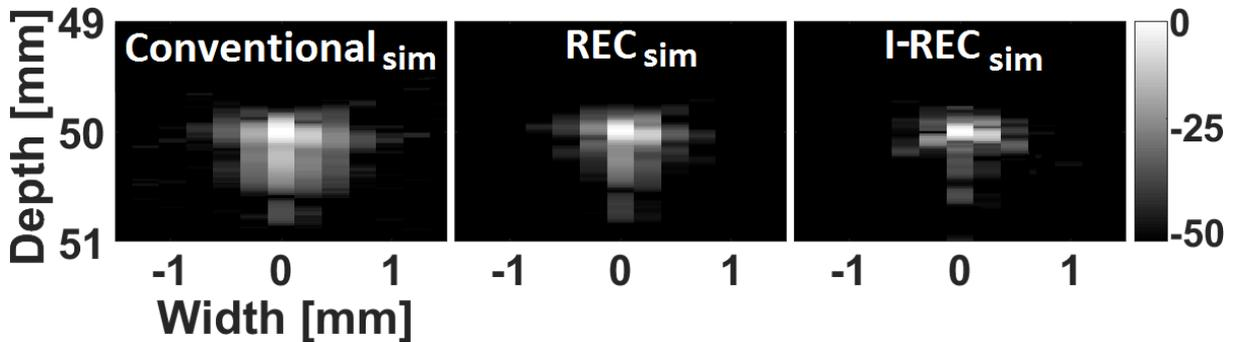 49
50
51
Depth [mm]
Conventional sim
REC sim
I-REC sim
0
-25
-50
-1 0 1
-1 0 1
-1 0 1
Width [mm]